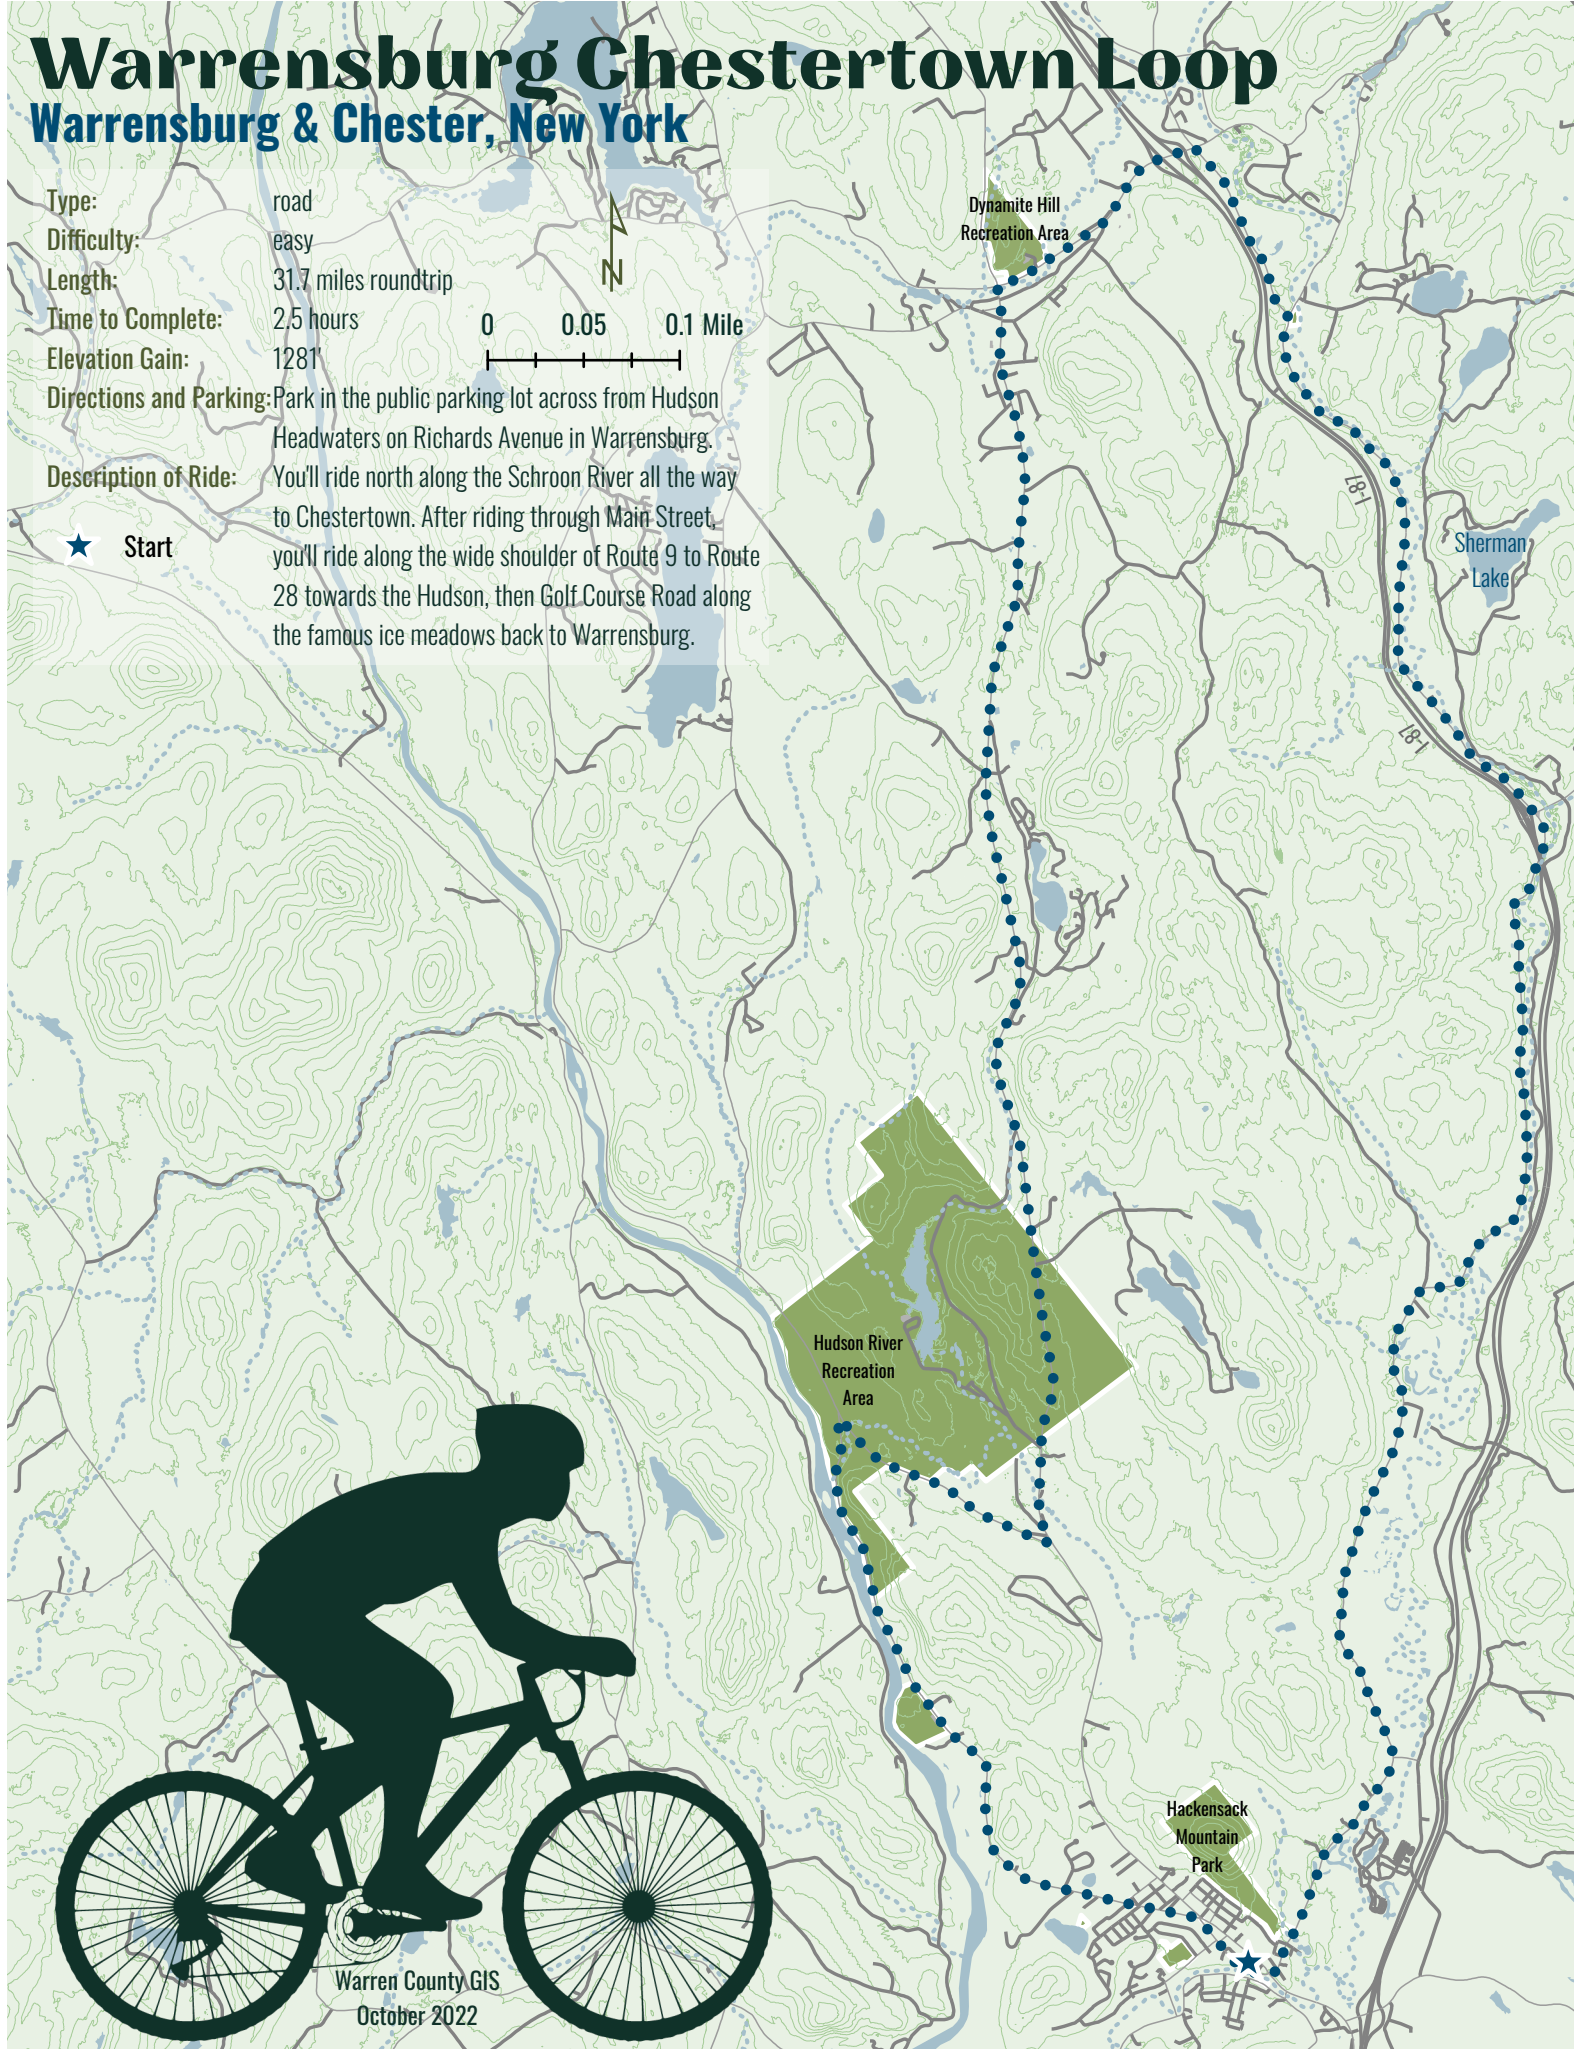 Warrensburg Chestertown Loop
Warrensburg & Chester, New York
Type: road
Difficulty: easy
Length: 31.7 miles roundtrip
Time to Complete: 2.5 hours
Elevation Gain: 1281'
Directions and Parking: Park in the public parking lot across from Hudson
Headwaters on Richards Avenue in Warrensburg.
Description of Ride: You'll ride north along the Schroon River all the way
to Chestertown. After riding through Main Street,
you'll ride along the wide shoulder of Route 9 to Route
28 towards the Hudson, then Golf Course Road along
the famous ice meadows back to Warrensburg.
Start
N
0 0.05 0.1 Mile
Dynamite Hill
Recreation Area
I-87
Sherman
Lake
I-87
Hudson River
Recreation
Area
Hackensack
Mountain
Park
Warren County GIS
October 2022